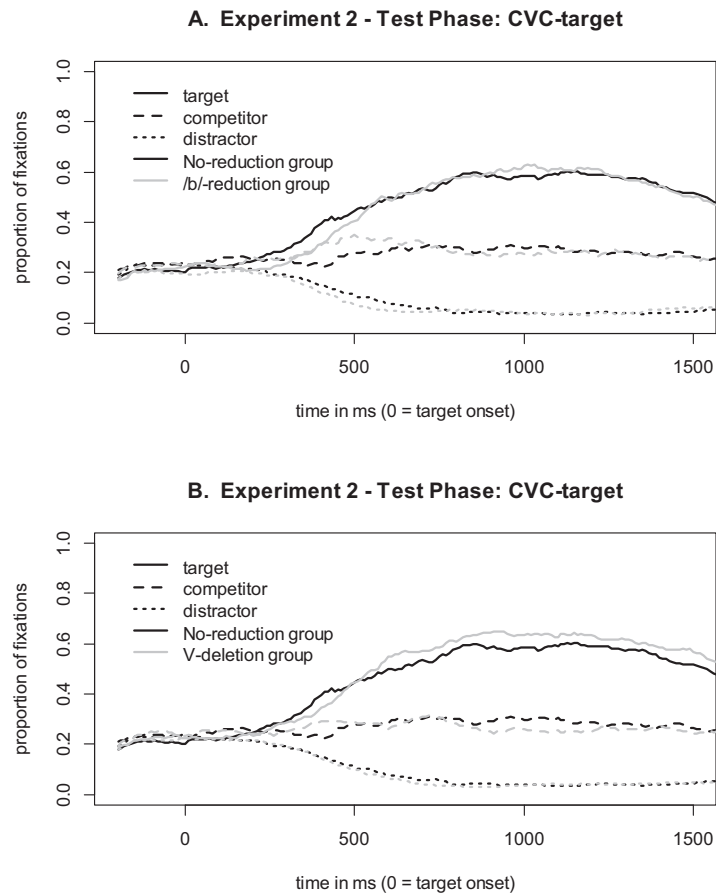 A. Experiment 2 - Test Phase: CVC-target
proportion of fixations
1.0
0.8
0.6
0.4
0.2
0.0
target
competitor
distractor
No-reduction group
/b/-reduction group
0 500 1000 1500
time in ms (0 = target onset)
B. Experiment 2 - Test Phase: CVC-target
proportion of fixations
1.0
0.8
0.6
0.4
0.2
0.0
target
competitor
distractor
No-reduction group
V-deletion group
0 500 1000 1500
time in ms (0 = target onset)